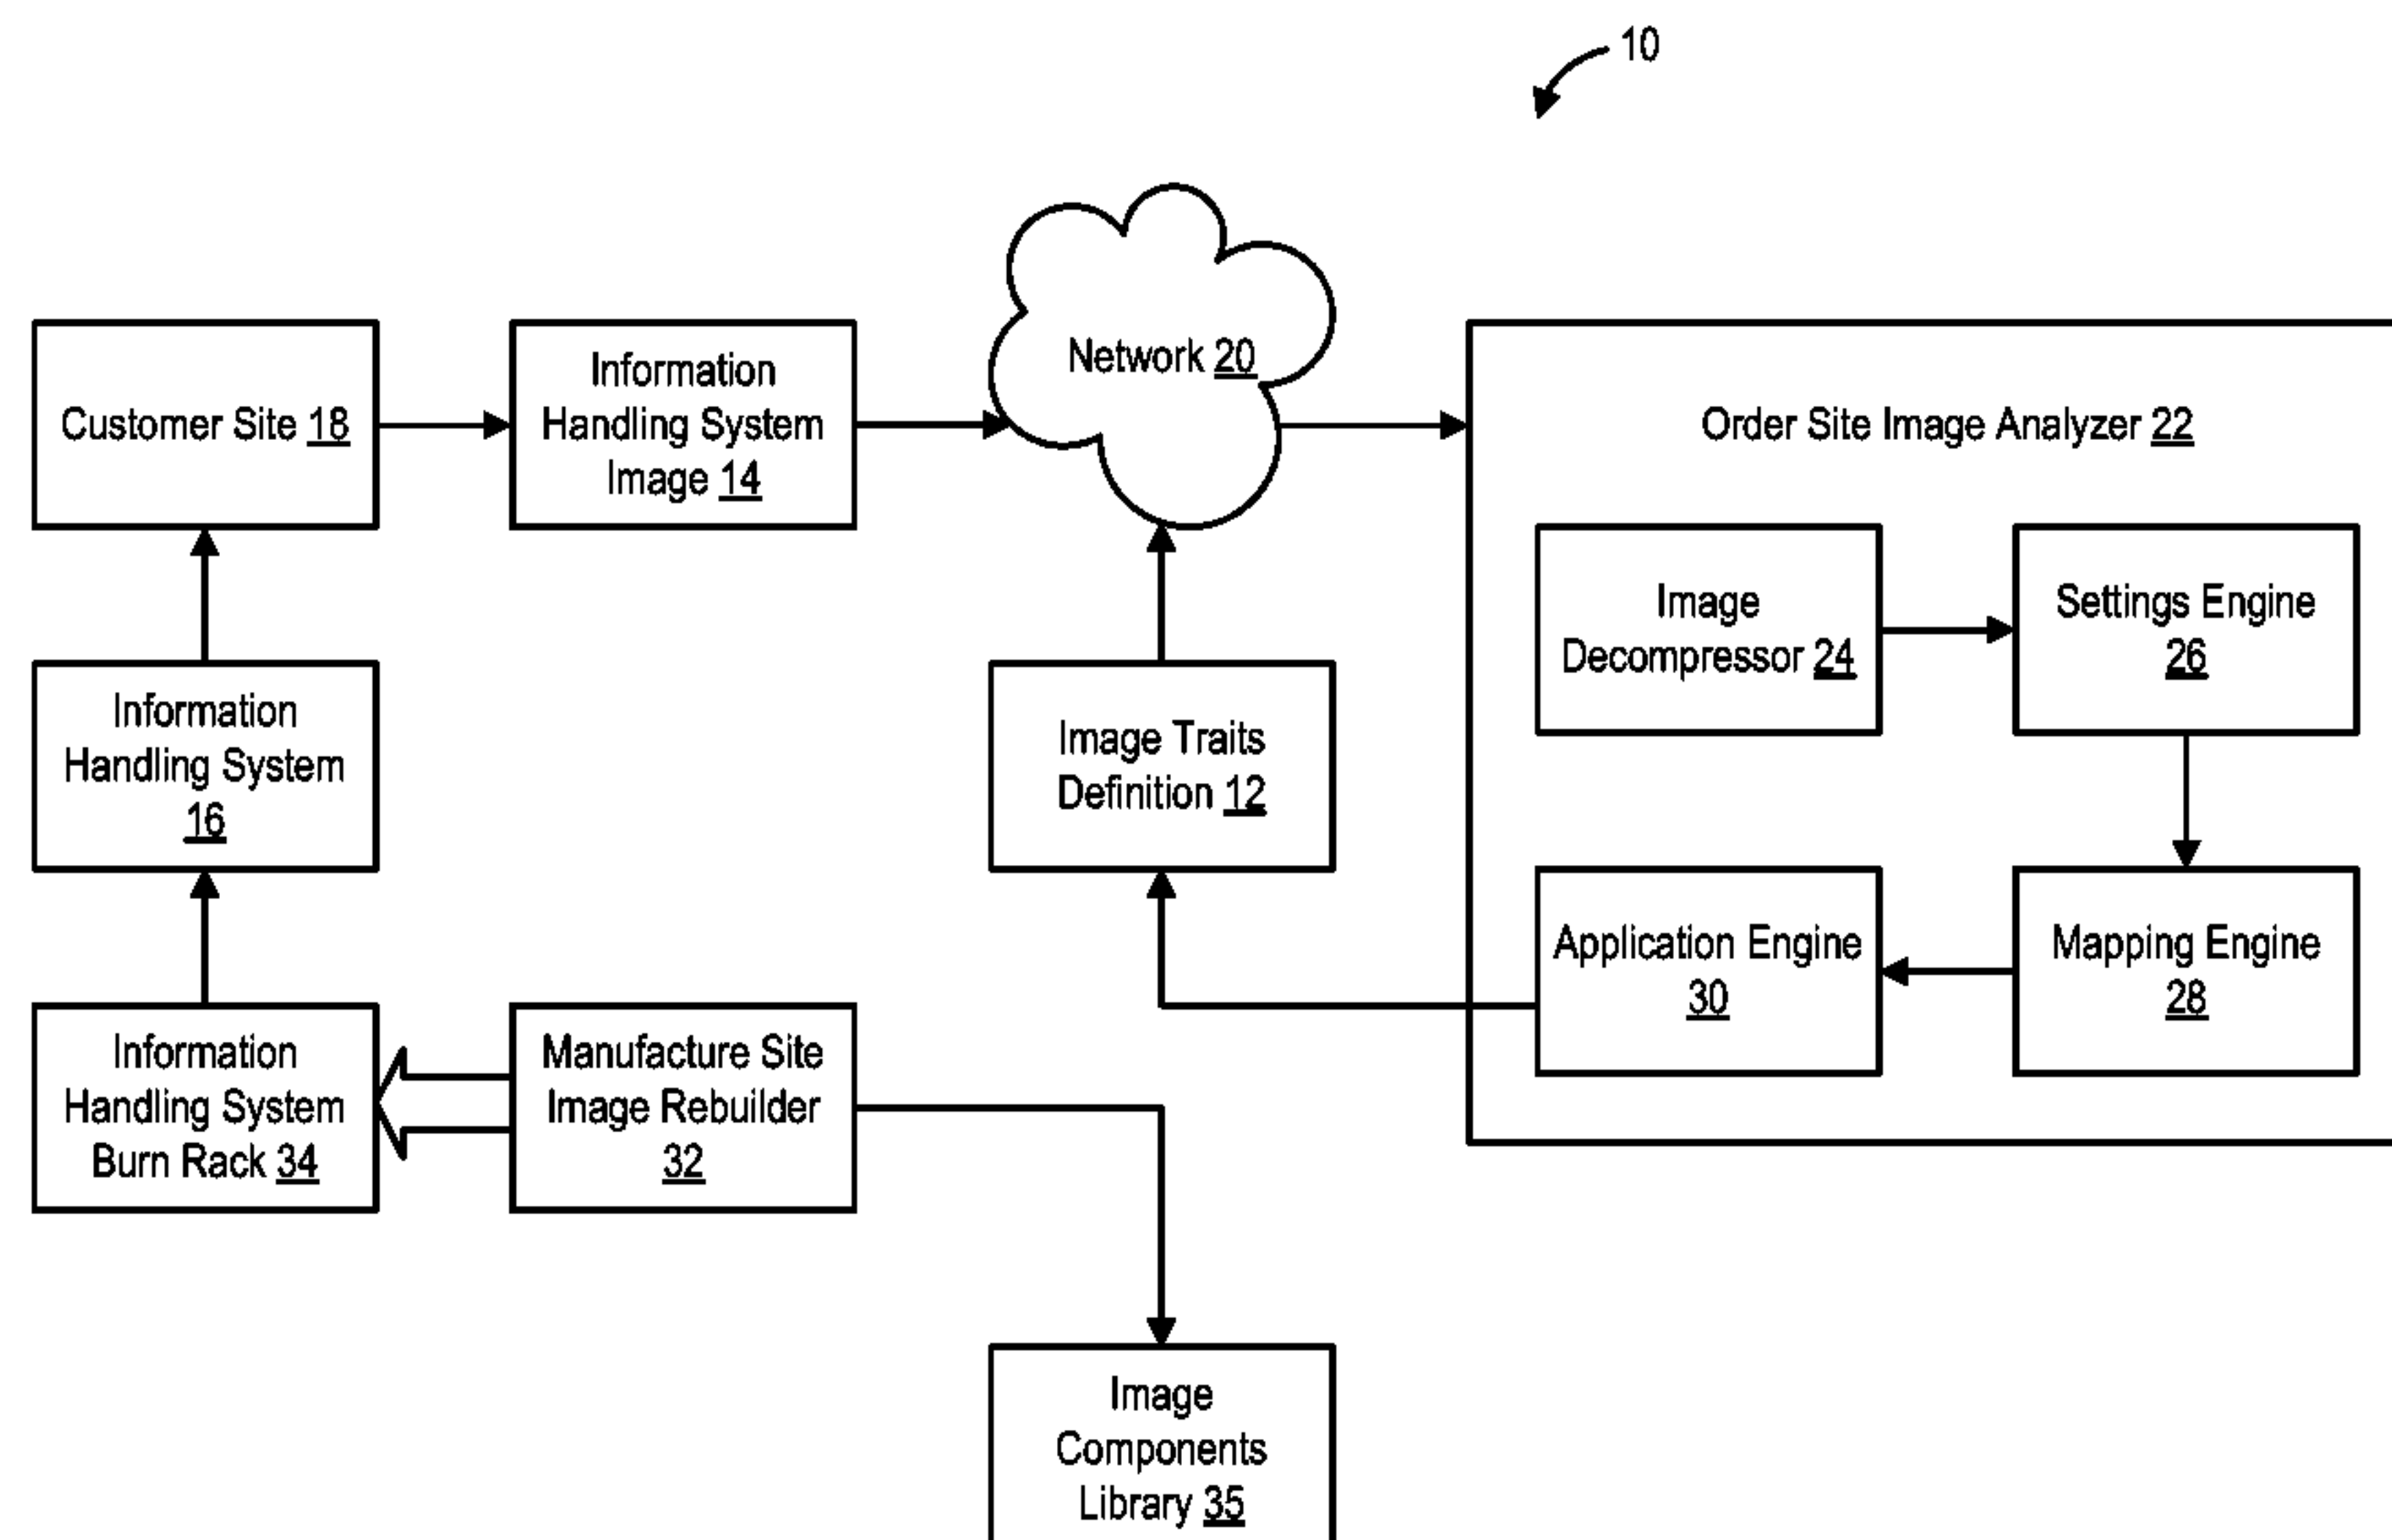 10
Network 20
Customer Site 18
Information
Handling System
Image 14
Order Site Image Analyzer 22
Image
Decompressor 24
Settings Engine
26
Information
Handling System
16
Image Traits
Definition 12
Application Engine
30
Mapping Engine
28
Information
Handling System
Burn Rack 34
Manufacture Site
Image Rebuilder
32
Image
Components
Library 35